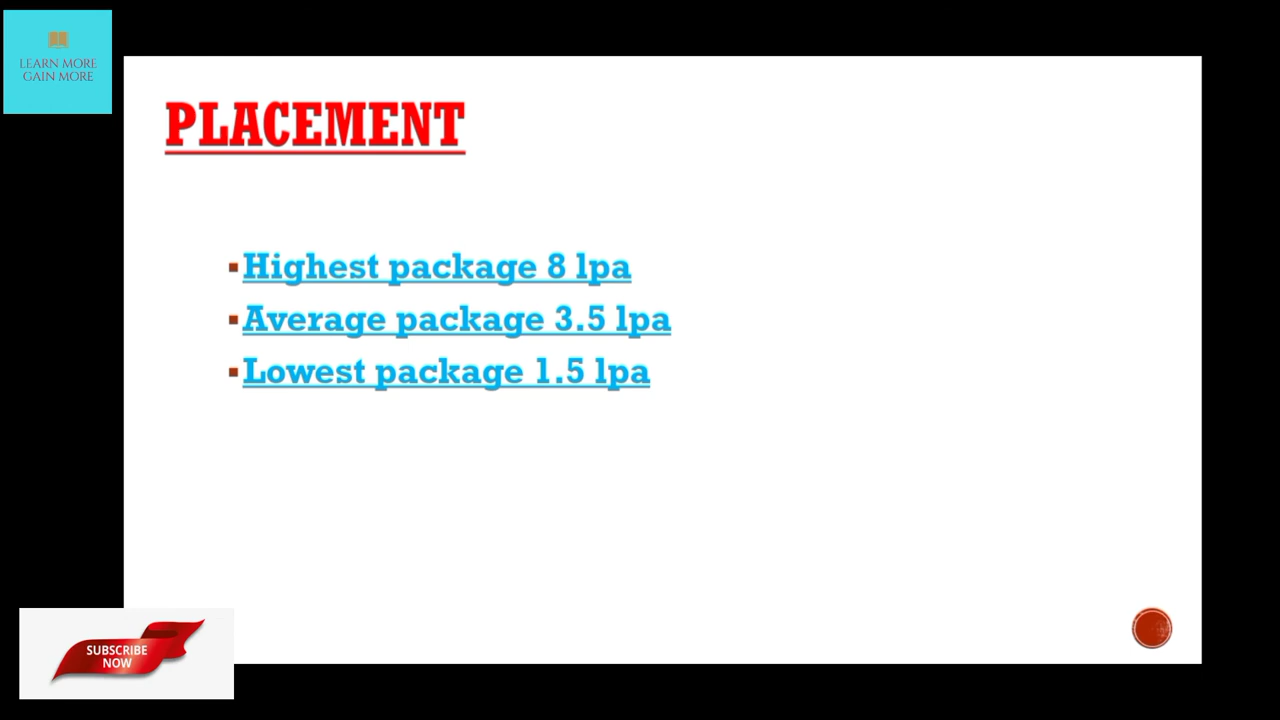 LEARN MORE
GAIN MORE
PLACEMENT
Highest package 8 lpa
Average package 3.5 lpa
Lowest package 1.5 lpa
SUBSCRIBE
NOW